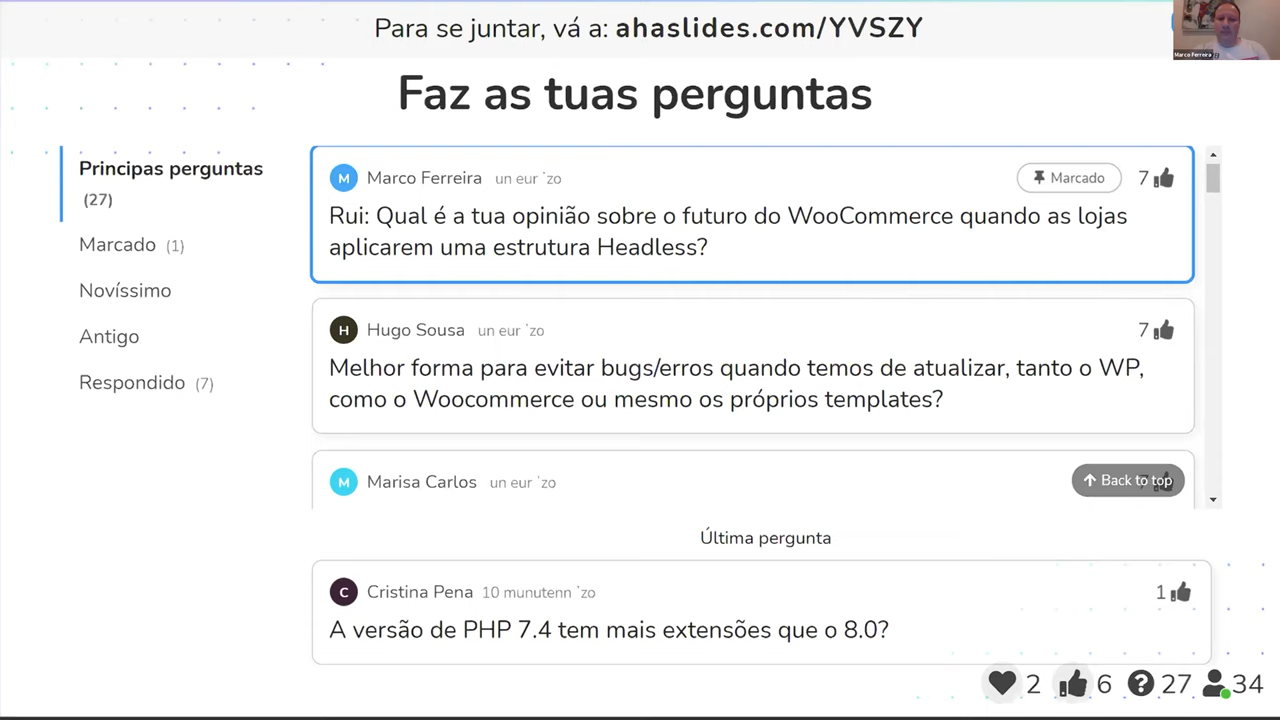 Para se juntar, vá a: ahaslides.com/YVSZY
Marco Ferreira
Faz as tuas perguntas
Principas perguntas
(27)
Marcado (1)
Novíssimo
Antigo
Respondido (7)
M Marco Ferreira un eur 'zo Marcado 7
Rui: Qual é a tua opinião sobre o futuro do WooCommerce quando as lojas
aplicarem uma estrutura Headless?
H Hugo Sousa un eur 'zo 7
Melhor forma para evitar bugs/erros quando temos de atualizar, tanto o WP,
como o Woocommerce ou mesmo os próprios templates?
M Marisa Carlos un eur 'zo 7
Back to top
Última pergunta
C Cristina Pena 10 munutenn 'zo 1
A versão de PHP 7.4 tem mais extensões que o 8.0?
2 6 ? 27 34